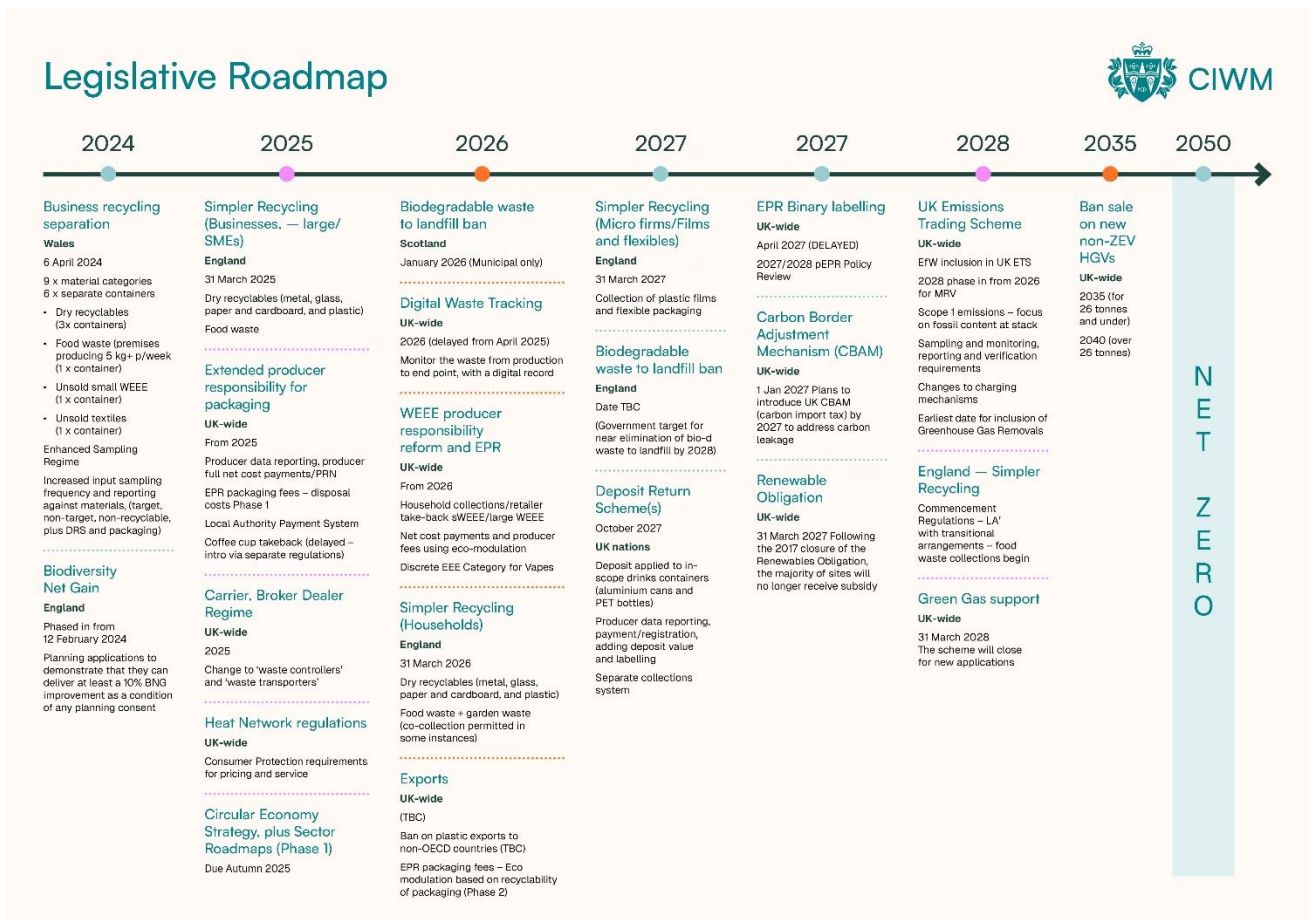 Legislative Roadmap
CIWM
2024
2025
2026
2027
2027
2028
2035
2050
Business recycling
separation
Wales
6 April 2024
9 x material categories
6 x separate containers
• Dry recyclables
(3x containers)
• Food waste (premises
producing 5 kg+ p/week
(1 x container)
• Unsold small WEEE
(1 x container)
• Unsold textiles
(1 x container)
Enhanced Sampling
Regime
Increased input sampling
frequency and reporting
against materials, (target,
non-target, non-recyclable,
plus DRS and packaging)
Biodiversity
Net Gain
England
Phased in from
12 February 2024
Planning applications to
demonstrate that they can
deliver at least a 10% BNG
improvement as a condition
of any planning consent
Simpler Recycling
(Businesses, — large/
SMEs)
England
31 March 2025
Dry recyclables (metal, glass,
paper and cardboard, and plastic)
Food waste
Extended producer
responsibility for
packaging
UK-wide
From 2025
Producer data reporting, producer
full net cost payments/PRN
EPR packaging fees – disposal
costs Phase 1
Local Authority Payment System
Coffee cup takeback (delayed –
intro via separate regulations)
Carrier, Broker Dealer
Regime
UK-wide
2025
Change to ‘waste controllers’
and ‘waste transporters’
Heat Network regulations
UK-wide
Consumer Protection requirements
for pricing and service
Circular Economy
Strategy, plus Sector
Roadmaps (Phase 1)
Due Autumn 2025
Biodegradable waste
to landfill ban
Scotland
January 2026 (Municipal only)
Digital Waste Tracking
UK-wide
2026 (delayed from April 2025)
Monitor the waste from production
to end point, with a digital record
WEEE producer
responsibility
reform and EPR
UK-wide
From 2026
Household collections/retailer
take-back sWEEE/large WEEE
Net cost payments and producer
fees using eco-modulation
Discrete EEE Category for Vapes
Simpler Recycling
(Households)
England
31 March 2026
Dry recyclables (metal, glass,
paper and cardboard, and plastic)
Food waste + garden waste
(co-collection permitted in
some instances)
Exports
UK-wide
(TBC)
Ban on plastic exports to
non-OECD countries (TBC)
EPR packaging fees – Eco
modulation based on recyclability
of packaging (Phase 2)
Simpler Recycling
(Micro firms/Films
and flexibles)
England
31 March 2027
Collection of plastic films
and flexible packaging
Biodegradable
waste to landfill ban
England
Date TBC
(Government target for
near elimination of bio-d
waste to landfill by 2028)
Deposit Return
Scheme(s)
October 2027
UK nations
Deposit applied to in-
scope drinks containers
(aluminium cans and
PET bottles)
Producer data reporting,
payment/registration,
adding deposit value
and labelling
Separate collections
system
EPR Binary labelling
UK-wide
April 2027 (DELAYED)
2027/2028 pEPR Policy
Review
Carbon Border
Adjustment
Mechanism (CBAM)
UK-wide
1 Jan 2027 Plans to
introduce UK CBAM
(carbon import tax) by
2027 to address carbon
leakage
Renewable
Obligation
UK-wide
31 March 2027 Following
the 2017 closure of the
Renewables Obligation,
the majority of sites will
no longer receive subsidy
UK Emissions
Trading Scheme
UK-wide
EfW inclusion in UK ETS
2028 phase in from 2026
for MRV
Scope 1 emissions – focus
on fossil content at stack
Sampling and monitoring,
reporting and verification
requirements
Changes to charging
mechanisms
Earliest date for inclusion of
Greenhouse Gas Removals
England — Simpler
Recycling
Commencement
Regulations – LA’
with transitional
arrangements – food
waste collections begin
Green Gas support
UK-wide
31 March 2028
The scheme will close
for new applications
Ban sale
on new
non-ZEV
HGVs
UK-wide
2035 (for
26 tonnes
and under)
2040 (over
26 tonnes)
NET ZERO